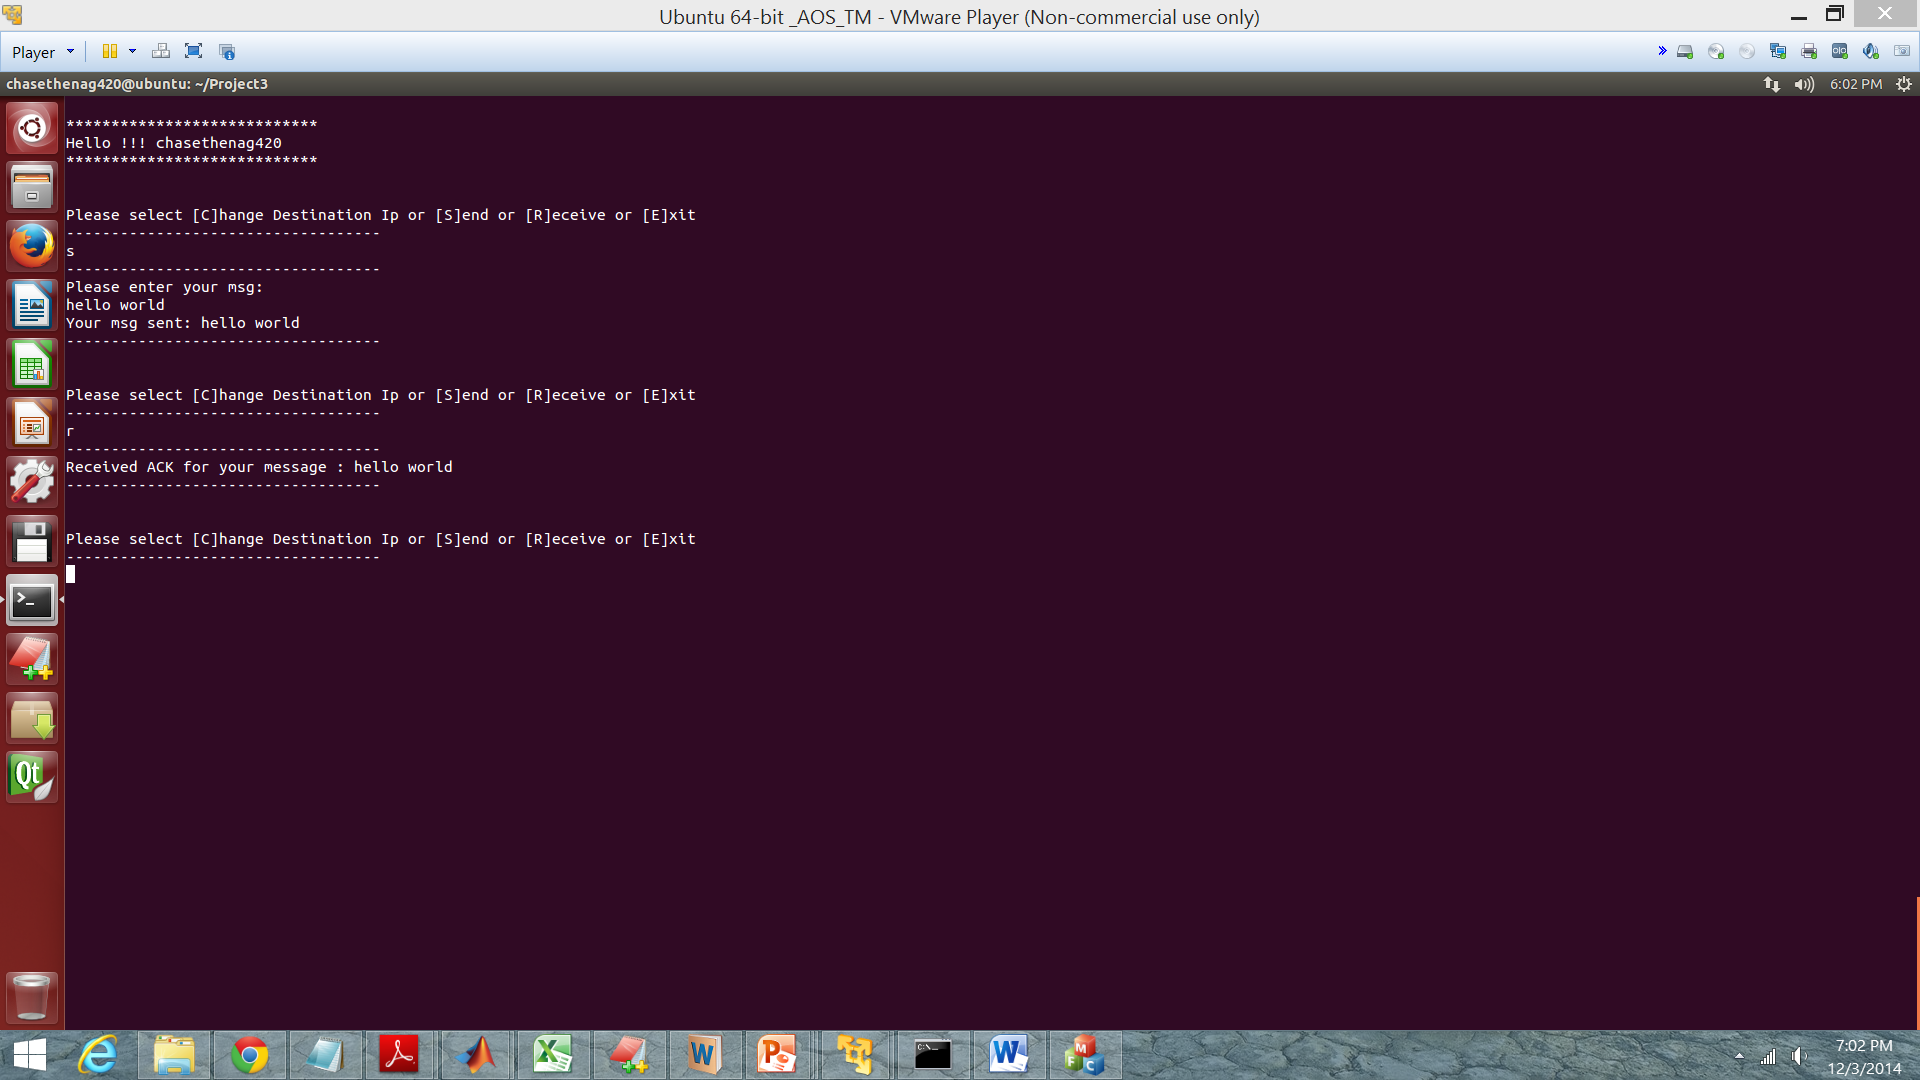 Ubuntu 64-bit _AOS_TM - VMware Player (Non-commercial use only)
Player
chasethenag420@ubuntu: ~/Project3
6:02 PM
****************************
Hello !!! chasethenag420
****************************
Please select [C]hange Destination Ip or [S]end or [R]eceive or [E]xit
-----------------------------------
s
-----------------------------------
Please enter your msg:
hello world
Your msg sent: hello world
-----------------------------------
Please select [C]hange Destination Ip or [S]end or [R]eceive or [E]xit
-----------------------------------
r
-----------------------------------
Received ACK for your message : hello world
-----------------------------------
Please select [C]hange Destination Ip or [S]end or [R]eceive or [E]xit
-----------------------------------
Qt
C:\_
M
F
C
7:02 PM
12/3/2014